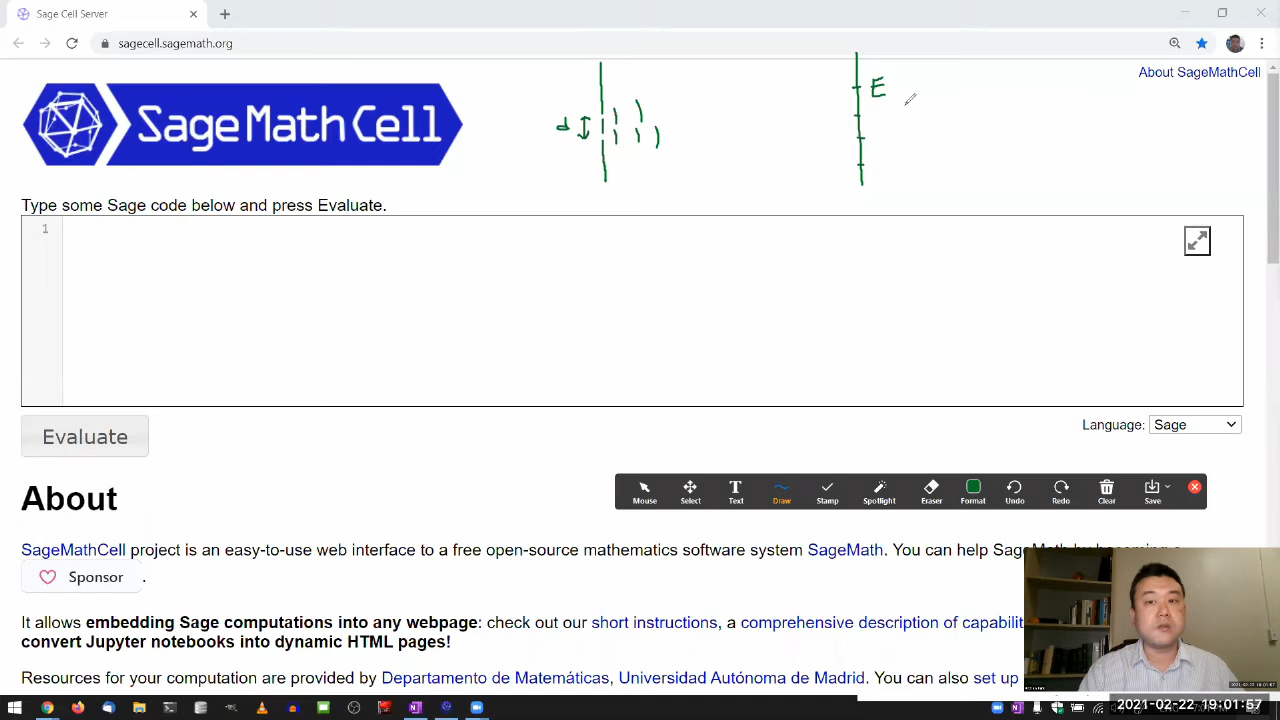 Sage Cell Server
sagecell.sagemath.org
About SageMathCell
SageMathCell
d
E
Type some Sage code below and press Evaluate.
1
Evaluate
Language: Sage
Mouse Select Text Draw Stamp Spotlight Eraser Format Undo Redo Clear Save
About
SageMathCell project is an easy-to-use web interface to a free open-source mathematics software system SageMath. You can help SageMath by becoming a
Sponsor .
It allows embedding Sage computations into any webpage: check out our short instructions, a comprehensive description of capabilit
convert Jupyter notebooks into dynamic HTML pages!
Resources for your computation are provided by Departamento de Matemáticas, Universidad Autónoma de Madrid. You can also set up
2021-02-22 19:01:57